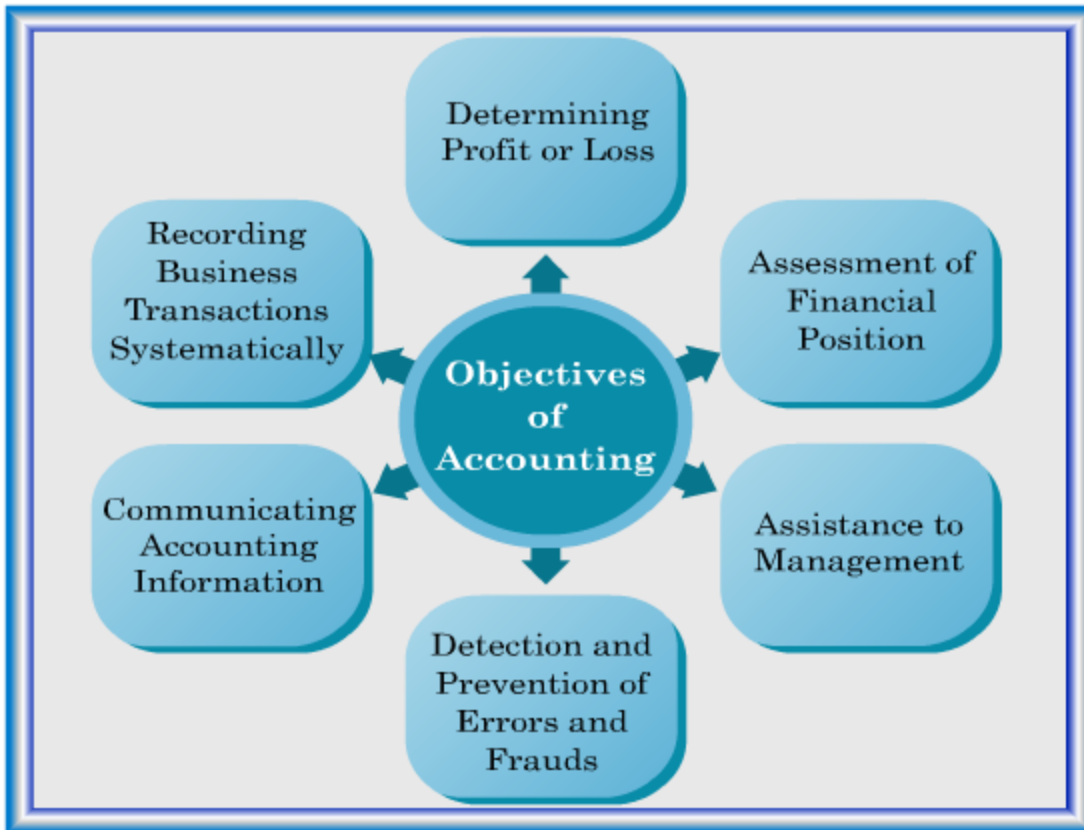 Determining
Profit or Loss
Recording
Business
Transactions
Systematically
Assessment of
Financial
Position
Objectives
of
Accounting
Communicating
Accounting
Information
Assistance to
Management
Detection and
Prevention of
Errors and
Frauds